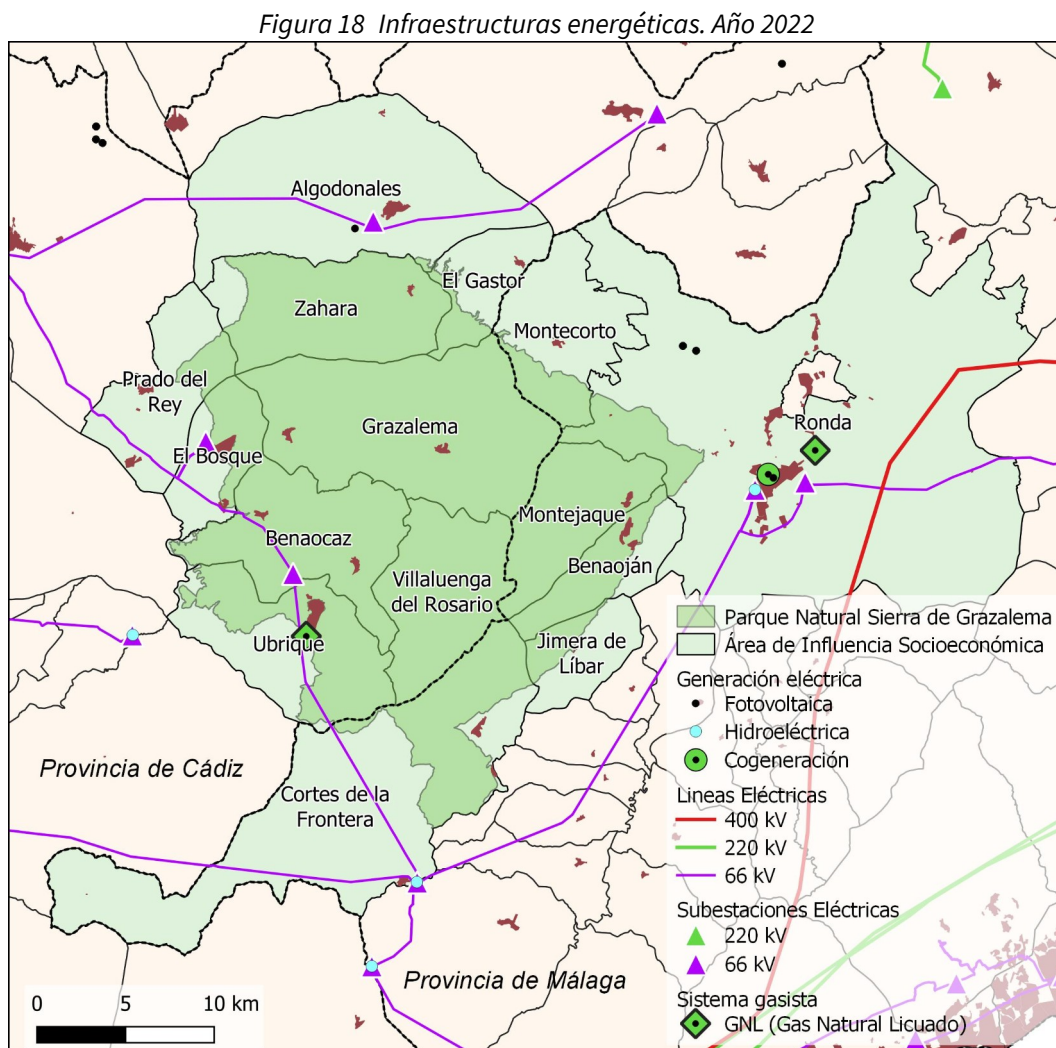 Figura 18 Infraestructuras energéticas. Año 2022
Algodonales
El Gastor
Zahara
Montecorto
Prado del
Rey
Grazalema
Ronda
El Bosque
Montejaque
Benaocaz
Benaoján
Villaluenga
del Rosario
Ubrique
Jimera de
Líbar
Provincia de Cádiz
Cortes de la
Frontera
Provincia de Málaga
0 5 10 km
Parque Natural Sierra de Grazalema
Área de Influencia Socioeconómica
Generación eléctrica
Fotovoltaica
Hidroeléctrica
Cogeneración
Lineas Eléctricas
400 kV
220 kV
66 kV
Subestaciones Eléctricas
220 kV
66 kV
Sistema gasista
GNL (Gas Natural Licuado)